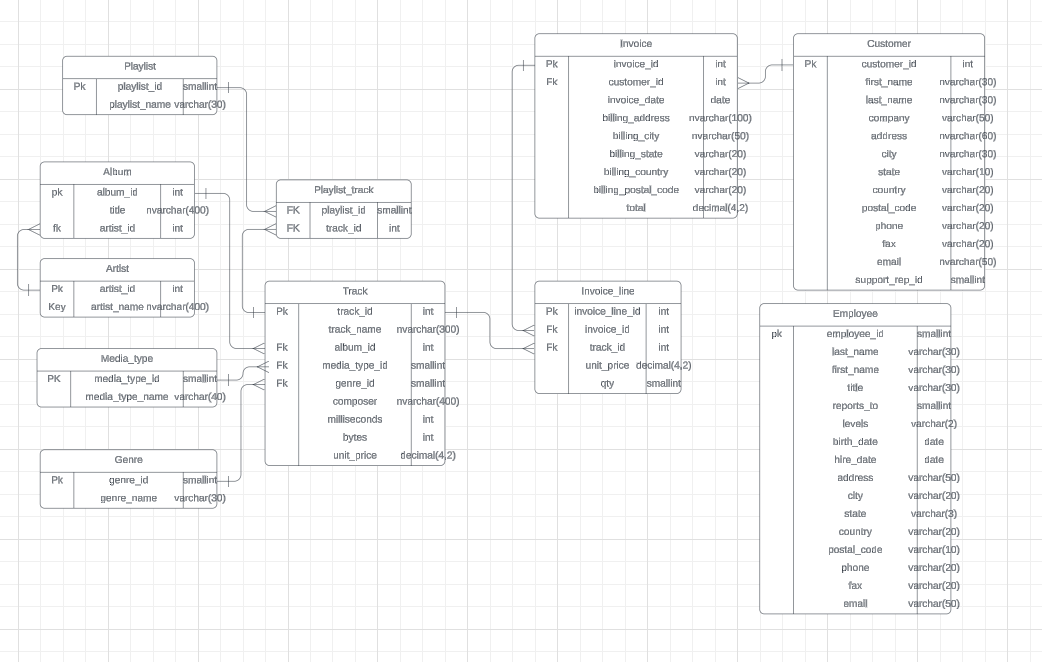 Playlist
Pk playlist_id smallint
playlist_name varchar(30)
Album
pk album_id int
title nvarchar(400)
fk artist_id int
Artist
Pk artist_id int
Key artist_name nvarchar(400)
Media_type
PK media_type_id smallint
media_type_name varchar(40)
Genre
Pk genre_id smallint
genre_name varchar(30)
Playlist_track
FK playlist_id smallint
FK track_id int
Track
Pk track_id int
track_name nvarchar(300)
Fk album_id int
Fk media_type_id smallint
Fk genre_id smallint
composer nvarchar(400)
milliseconds int
bytes int
unit_price decimal(4,2)
Invoice
Pk invoice_id int
Fk customer_id int
invoice_date date
billing_address nvarchar(100)
billing_city nvarchar(50)
billing_state varchar(20)
billing_country varchar(20)
billing_postal_code varchar(20)
total decimal(4,2)
Invoice_line
Pk invoice_line_id int
Fk invoice_id int
Fk track_id int
unit_price decimal(4,2)
qty smallint
Customer
Pk customer_id int
first_name nvarchar(30)
last_name nvarchar(30)
company varchar(50)
address nvarchar(60)
city nvarchar(30)
state varchar(10)
country varchar(20)
postal_code varchar(20)
phone varchar(20)
fax varchar(20)
email nvarchar(50)
support_rep_id smallint
Employee
pk employee_id smallint
last_name varchar(30)
first_name varchar(30)
title varchar(30)
reports_to smallint
levels varchar(2)
birth_date date
hire_date date
address varchar(50)
city varchar(20)
state varchar(3)
country varchar(20)
postal_code varchar(10)
phone varchar(20)
fax varchar(20)
email varchar(50)